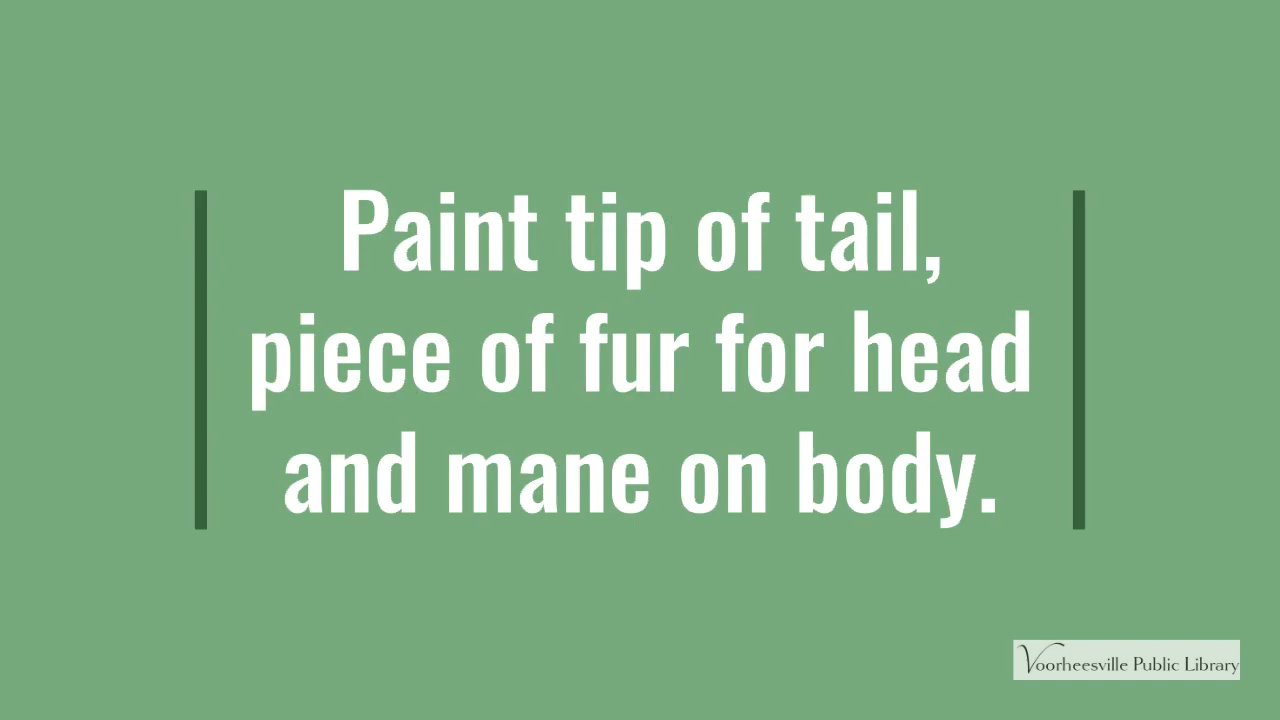 Paint tip of tail,
piece of fur for head
and mane on body.
Voorheesville Public Library